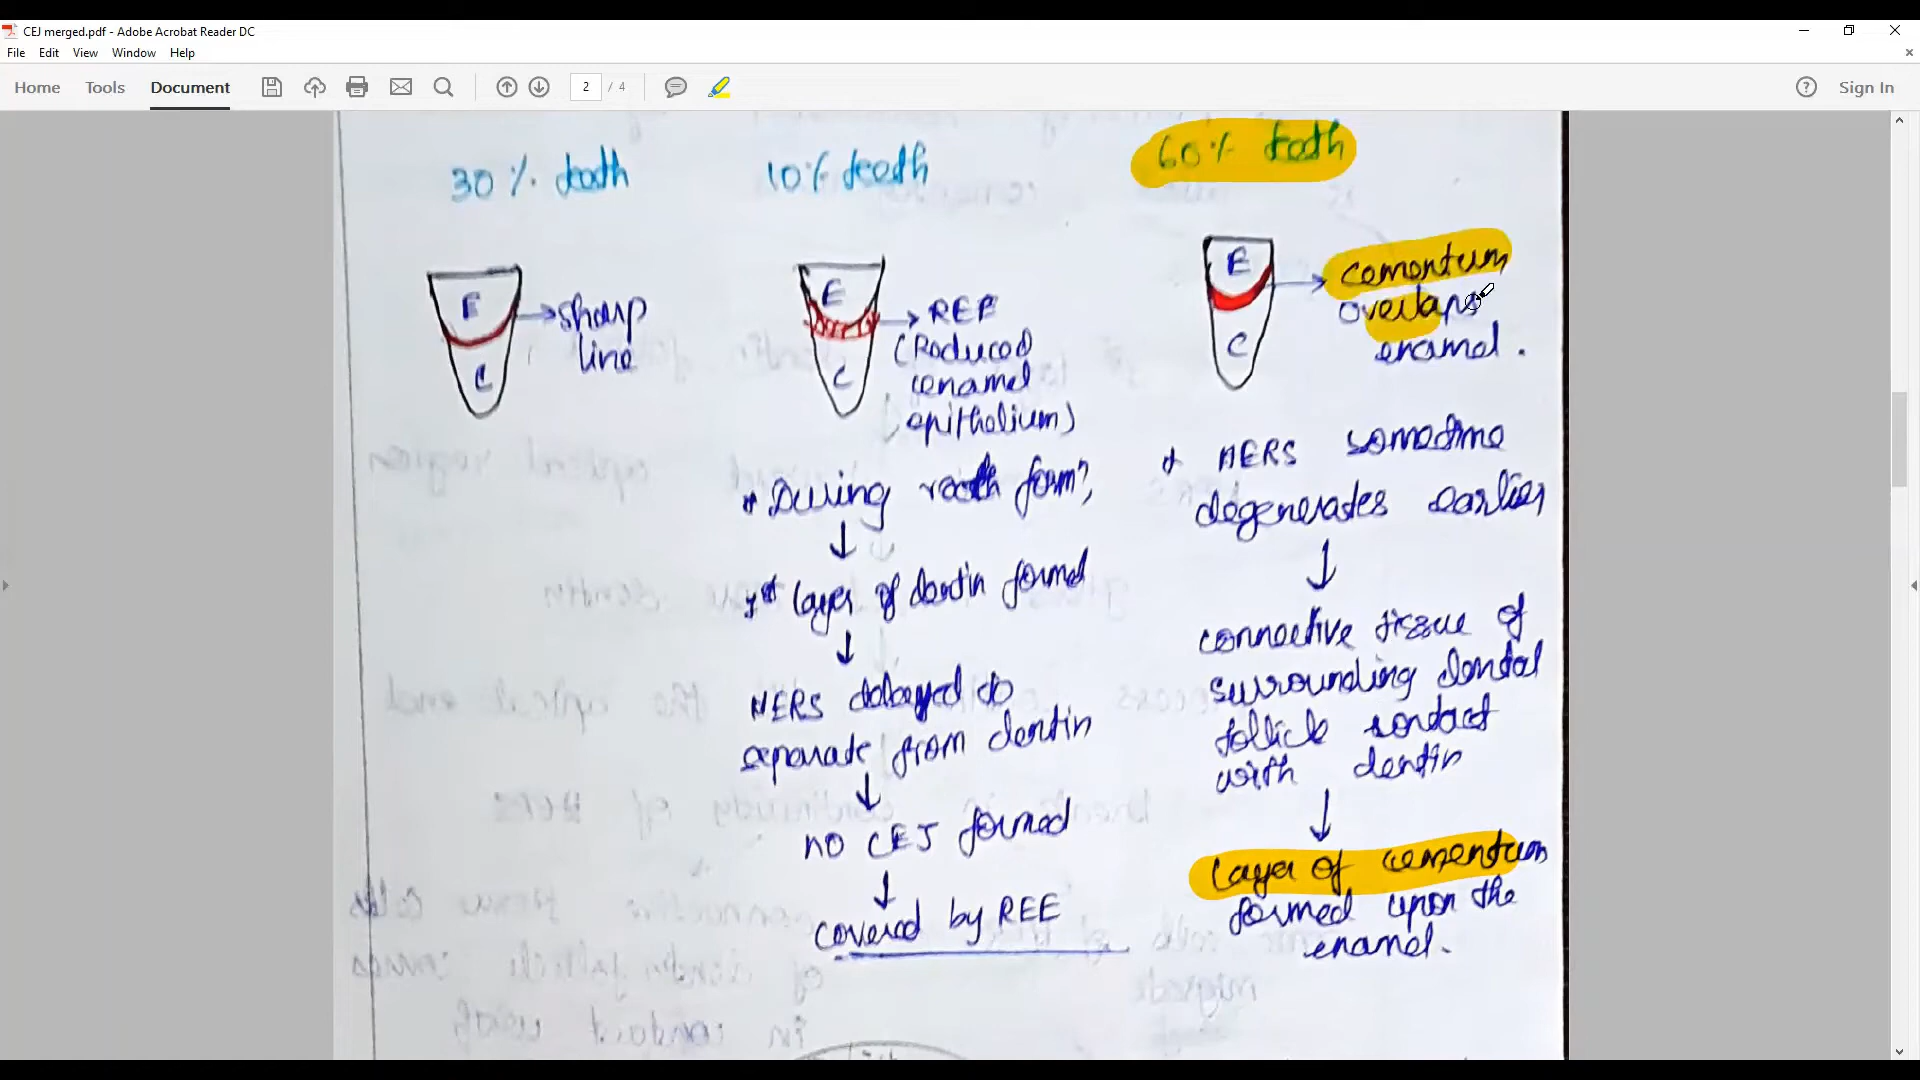 CEJ merged.pdf - Adobe Acrobat Reader DC
File Edit View Window Help
Home Tools Document 2 / 4 Sign In
30% teeth
E
C
sharp
line
10% teeth
E
C
REE
(Reduced
enamel
epithelium)
* During root form?
1st layer of dentin formed
HERS delayed to
separate from dentin
no CEJ formed
covered by REE
60% teeth
E
C
cementum
overlaps
enamel.
* HERS sometime
degenerates earlier
connective tissue of
surrounding dental
follicle contact
with dentin
Layer of cementum
formed upon the
enamel.